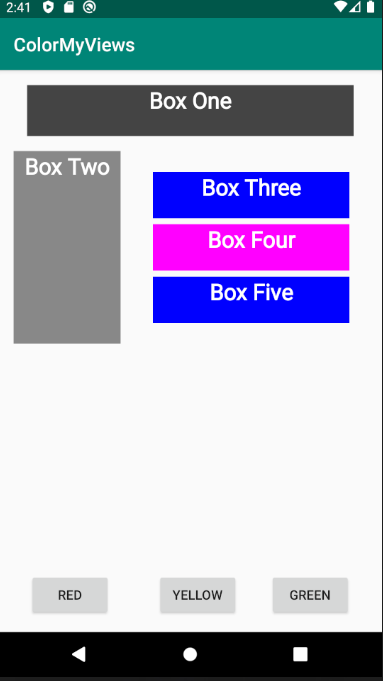 2:41
ColorMyViews
Box One
Box Two
Box Three
Box Four
Box Five
RED
YELLOW
GREEN